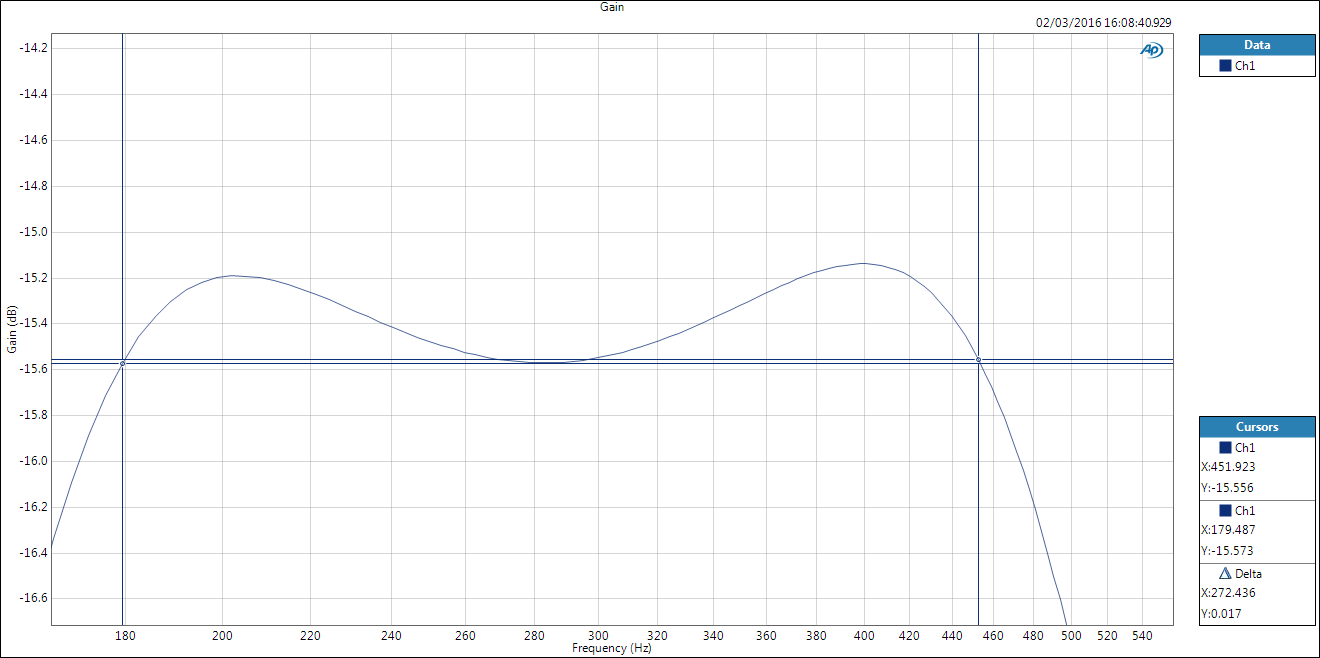 Gain
02/03/2016 16:08:40.929
AP
Gain (dB)
-14.2
-14.4
-14.6
-14.8
-15.0
-15.2
-15.4
-15.6
-15.8
-16.0
-16.2
-16.4
-16.6
180 200 220 240 260 280 300 320 340 360 380 400 420 440 460 480 500 520 540
Frequency (Hz)
Data
Ch1
Cursors
Ch1
X:451.923
Y:-15.556
Ch1
X:179.487
Y:-15.573
Delta
X:272.436
Y:0.017